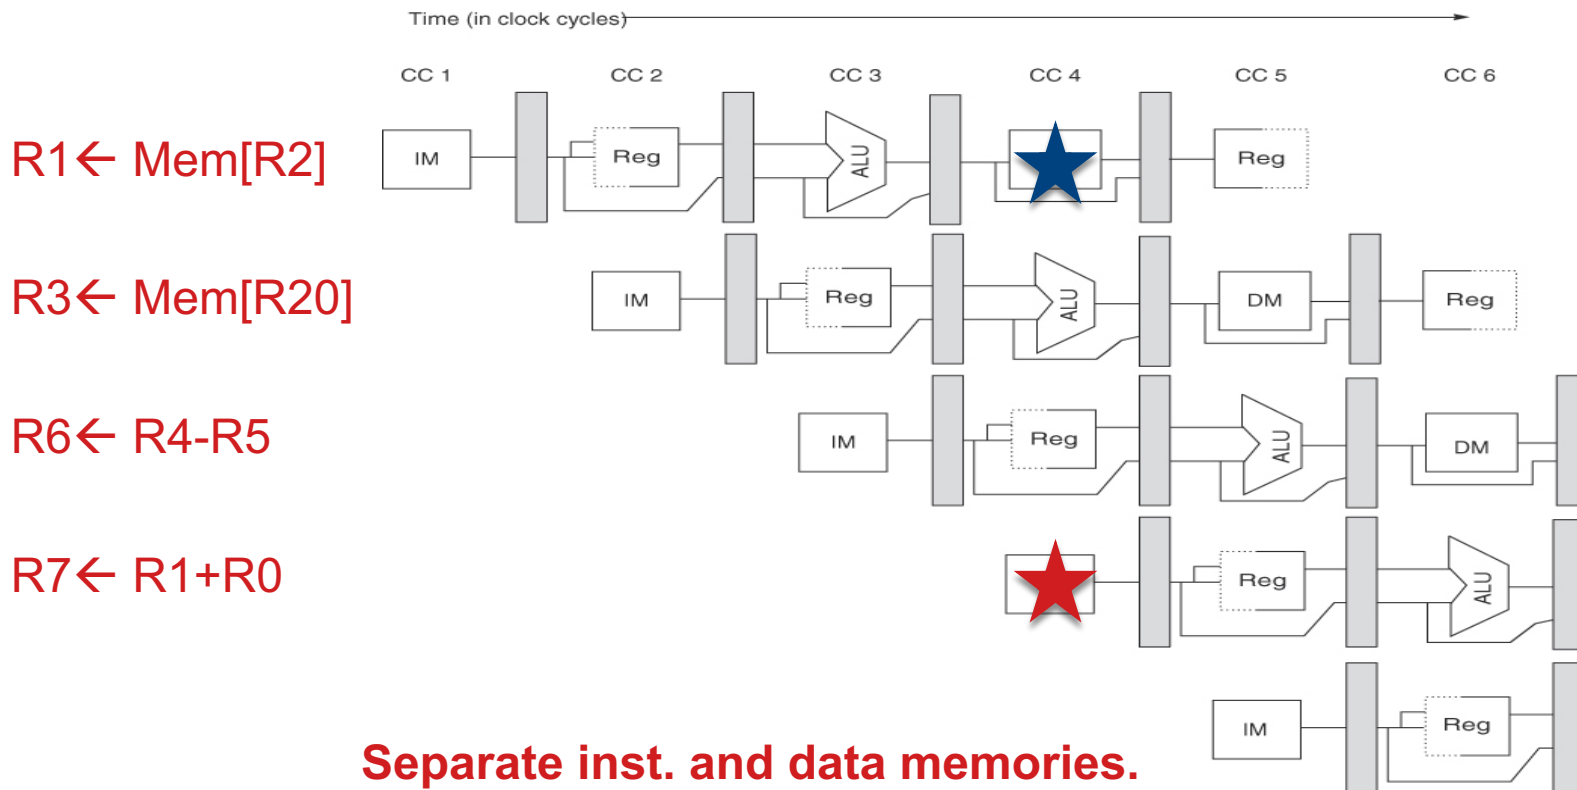 Time (in clock cycles)
CC 1 CC 2 CC 3 CC 4 CC 5 CC 6
R1← Mem[R2] IM Reg ALU Reg
R3← Mem[R20] IM Reg ALU DM Reg
R6← R4-R5 IM Reg ALU DM
R7← R1+R0 Reg ALU
IM Reg
Separate inst. and data memories.